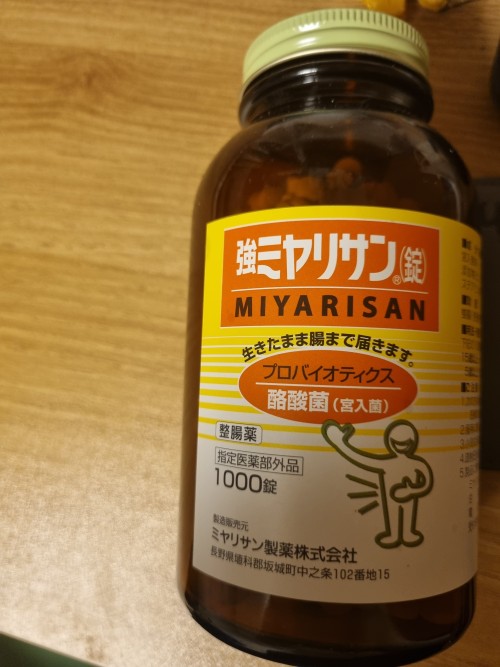 強ミヤリサン®(錠)
MIYARISAN
生きたまま腸まで届きます。
プロバイオティクス
酪酸菌(宮入菌)
整腸薬
指定医薬部外品
1000錠
製造販売元
ミヤリサン製薬株式会社
長野県埴科郡坂城町中之条102番地15